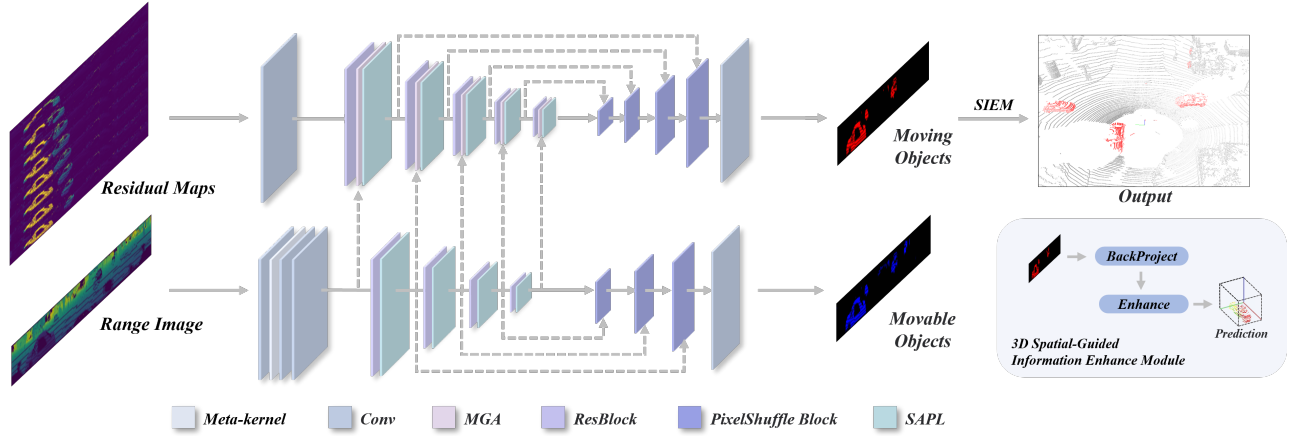 Residual Maps
Range Image
Moving
Objects
Movable
Objects
SIEM
Output
BackProject
Enhance
Prediction
3D Spatial-Guided
Information Enhance Module
Meta-kernel
Conv
MGA
ResBlock
PixelShuffle Block
SAPL